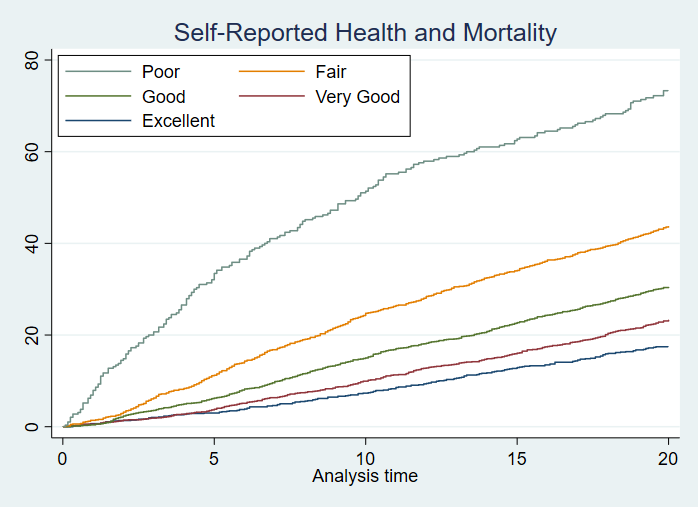 Self-Reported Health and Mortality
Poor Fair
Good Very Good
Excellent
80
60
40
20
0
0 5 10 15 20
Analysis time